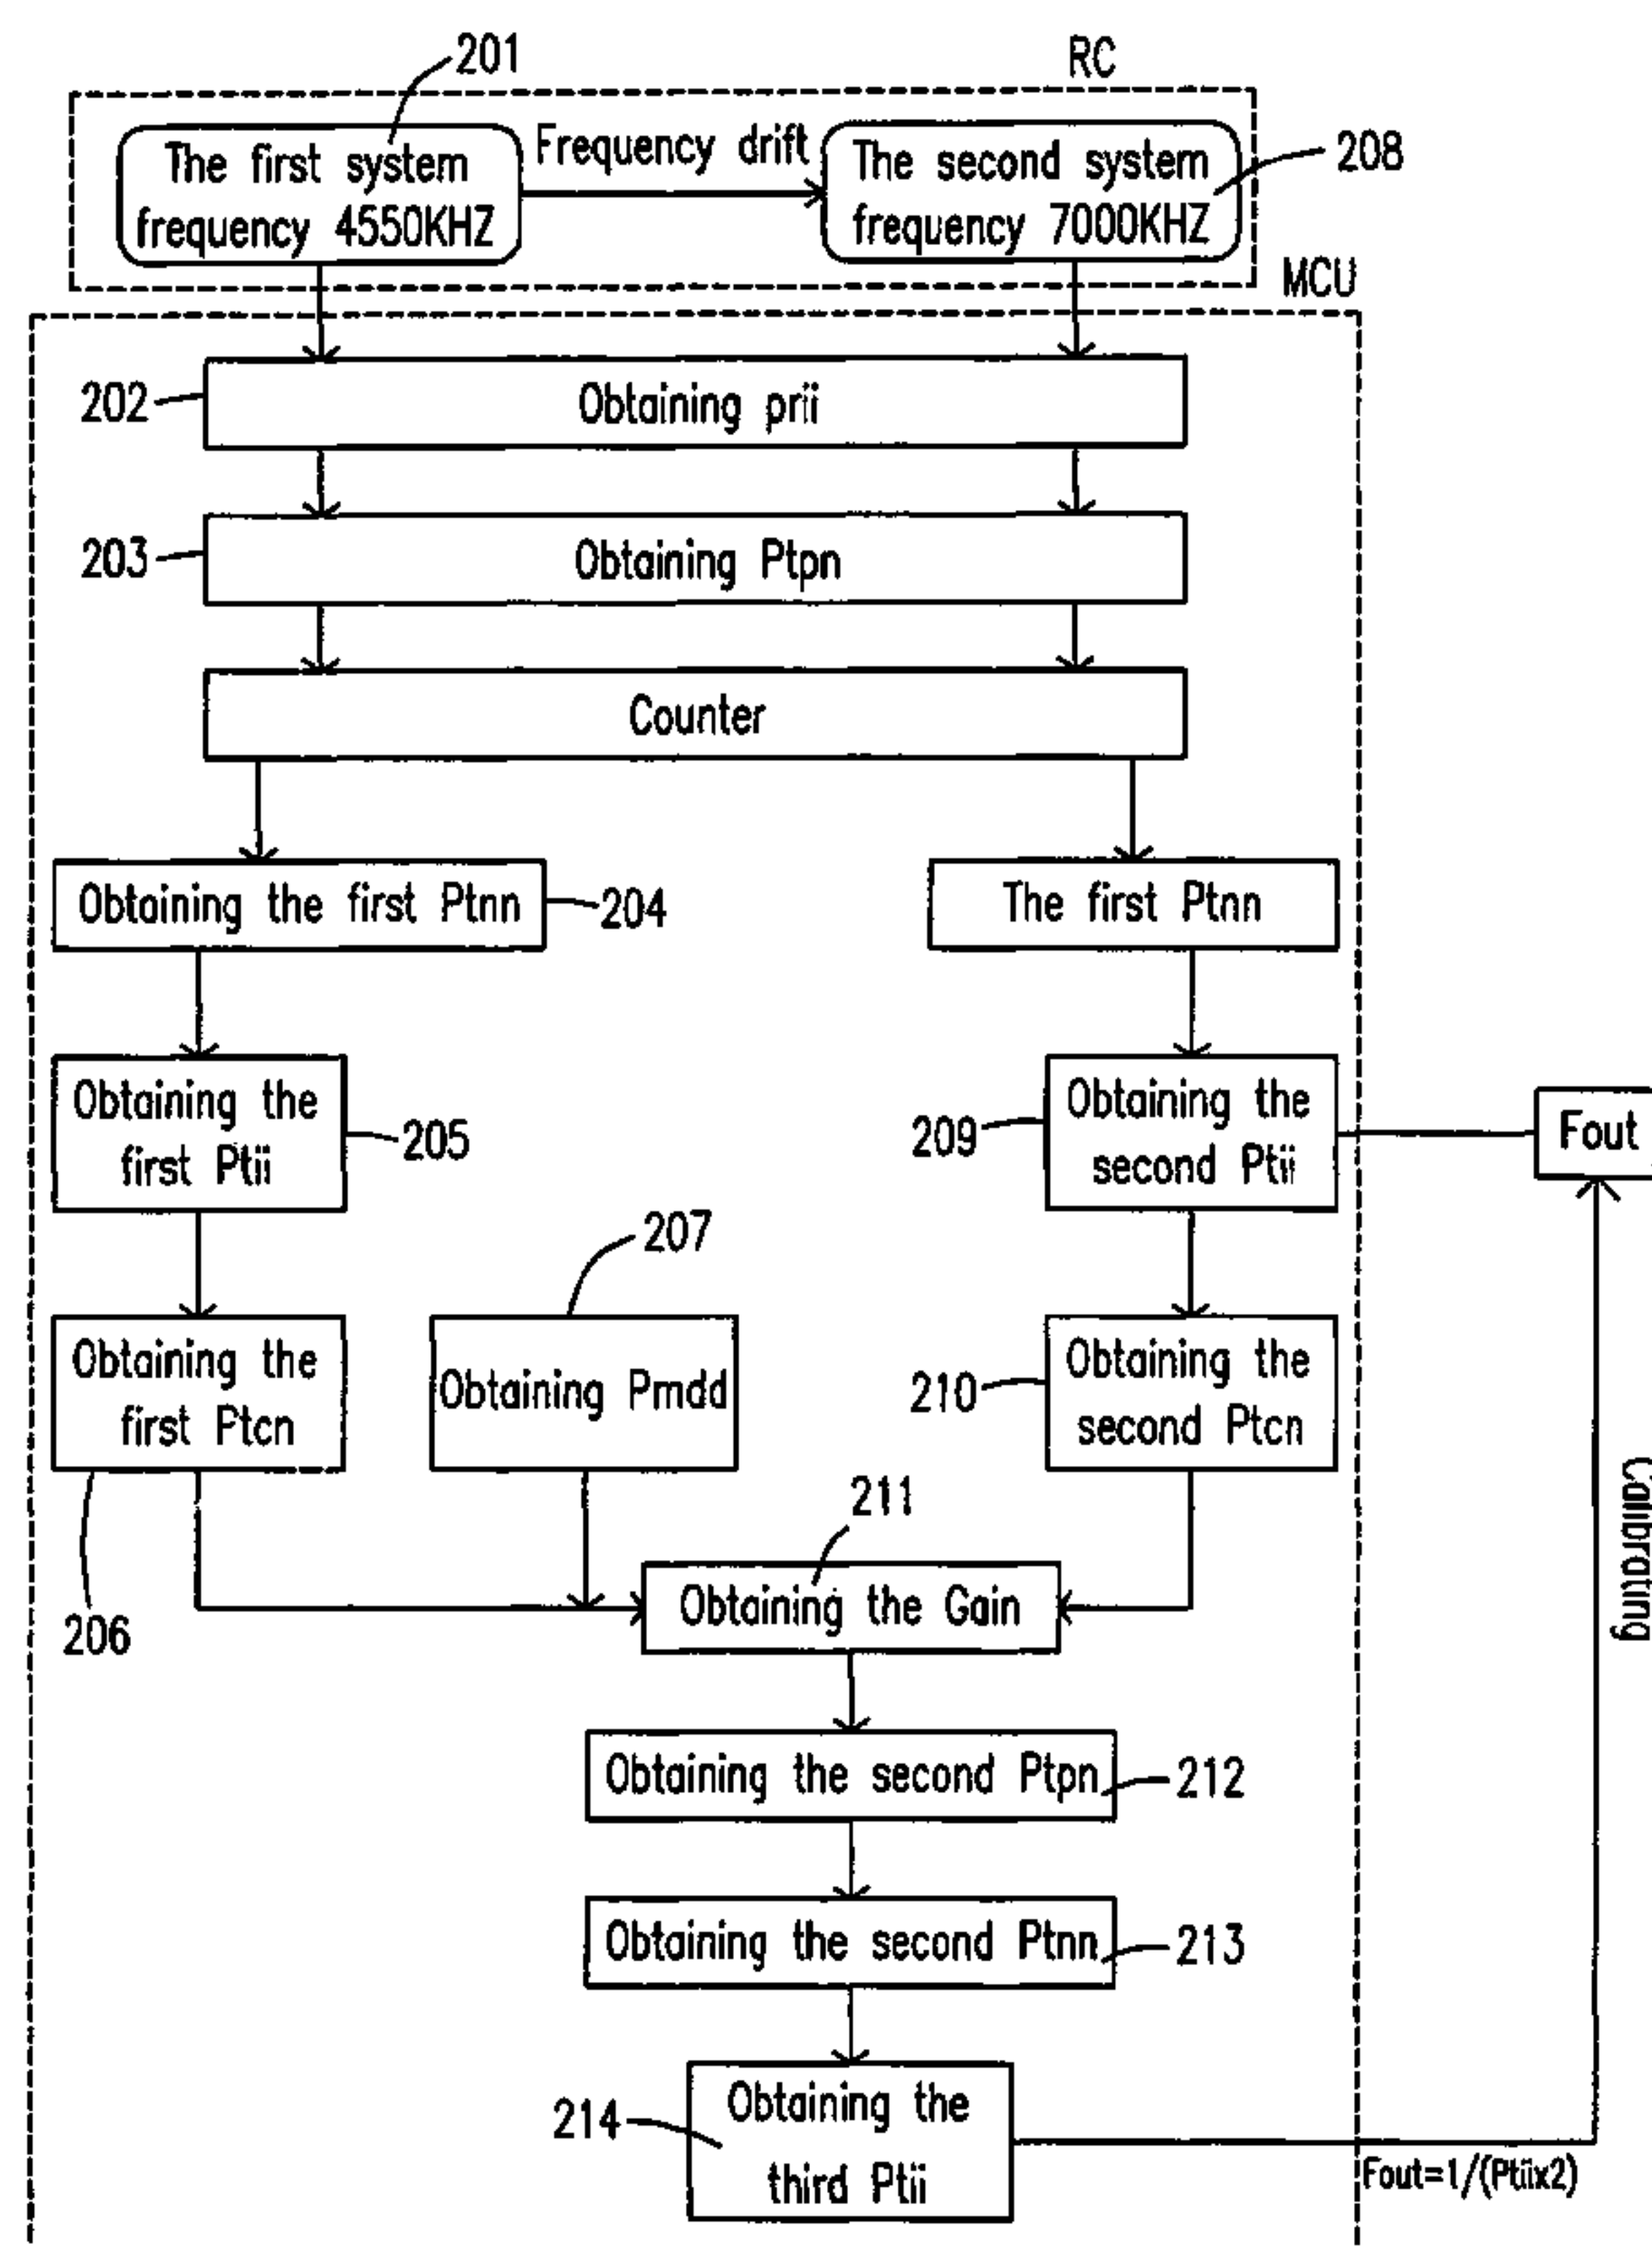 201
RC
The first system
frequency 4550KHZ
Frequency drift
The second system
frequency 7000KHZ
208
MCU
202
Obtaining prii
203
Obtaining Ptpn
Counter
Obtaining the first Ptnn
204
The first Ptnn
Obtaining the
first Ptii
205
209
Obtaining the
second Ptii
Fout
207
Obtaining the
first Ptcn
Obtaining Pmdd
210
Obtaining the
second Ptcn
Calibrating
206
211
Obtaining the Gain
Obtaining the second Ptpn
212
Obtaining the second Ptnn
213
214
Obtaining the
third Ptii
Fout=1/(Ptiix2)